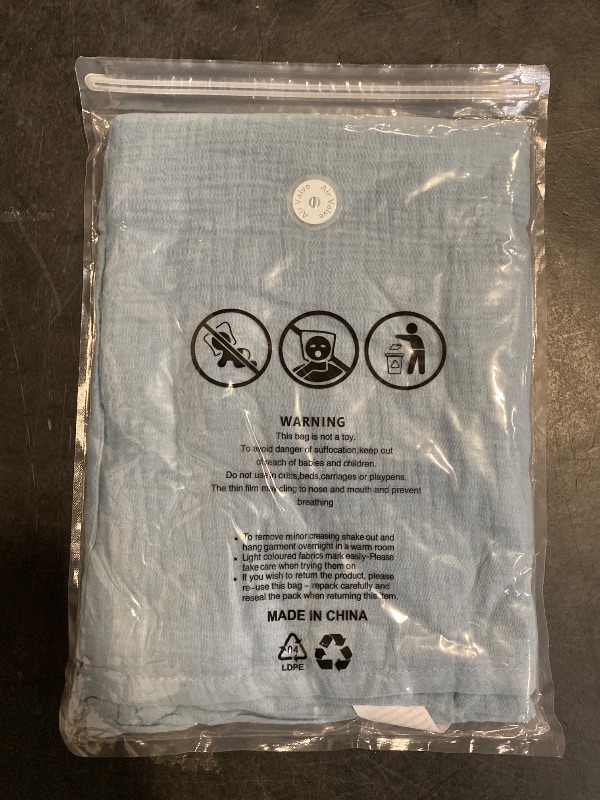 Air Valve
Air Valve
WARNING
This bag is not a toy.
To avoid danger of suffocation,keep out
of reach of babies and children.
Do not use in cribs,beds,carriages or playpens.
The thin film may cling to nose and mouth and prevent
breathing
• To remove minor creasing shake out and
hang garment overnight in a warm room
• Light coloured fabrics mark easily-Please
take care when trying them on
• If you wish to return the product, please
re-use this bag - repack carefully and
reseal the pack when returning this item.
MADE IN CHINA
04
LDPE